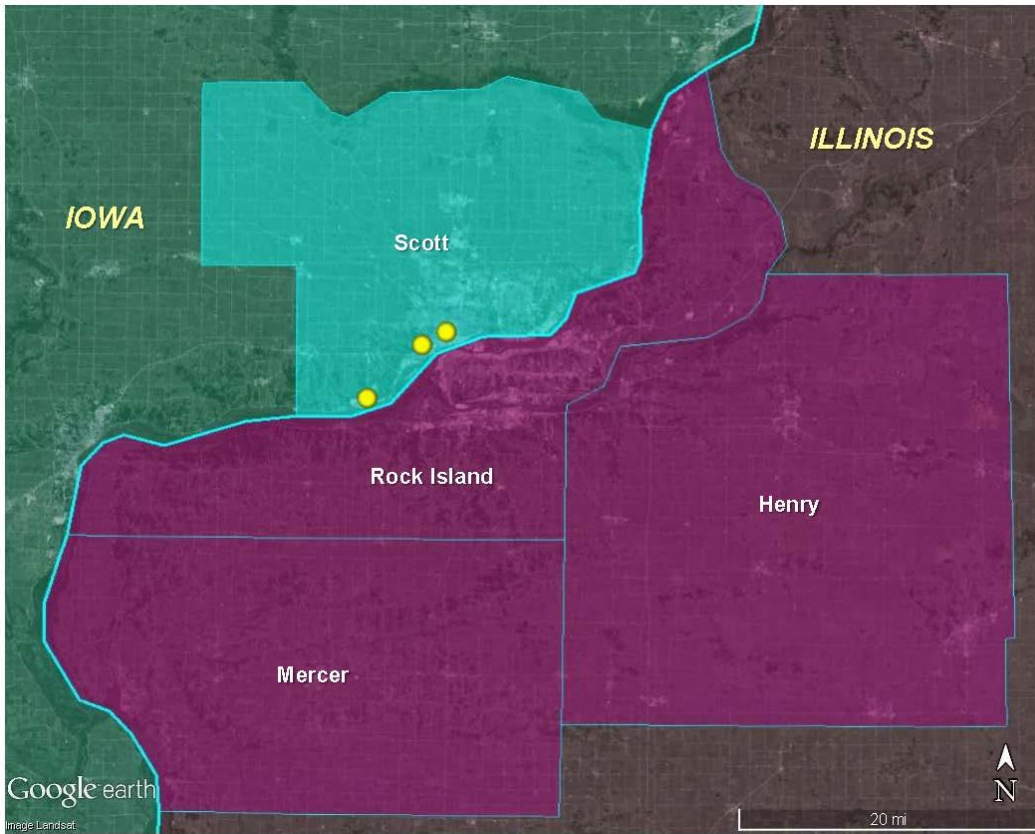 ILLINOIS
IOWA
Scott
Rock Island
Henry
Mercer
Google earth
N
Image Landsat
20 mi